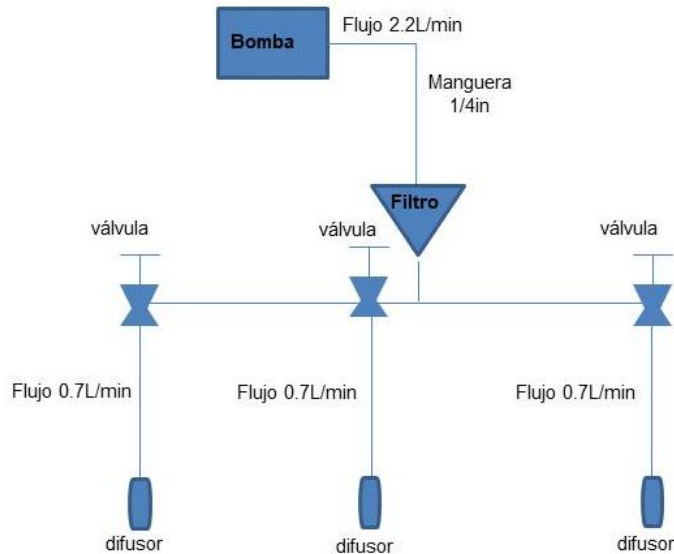 Flujo 2.2L/min
Bomba
Manguera
1/4in
Filtro
válvula
válvula
válvula
Flujo 0.7L/min
Flujo 0.7L/min
Flujo 0.7L/min
difusor
difusor
difusor